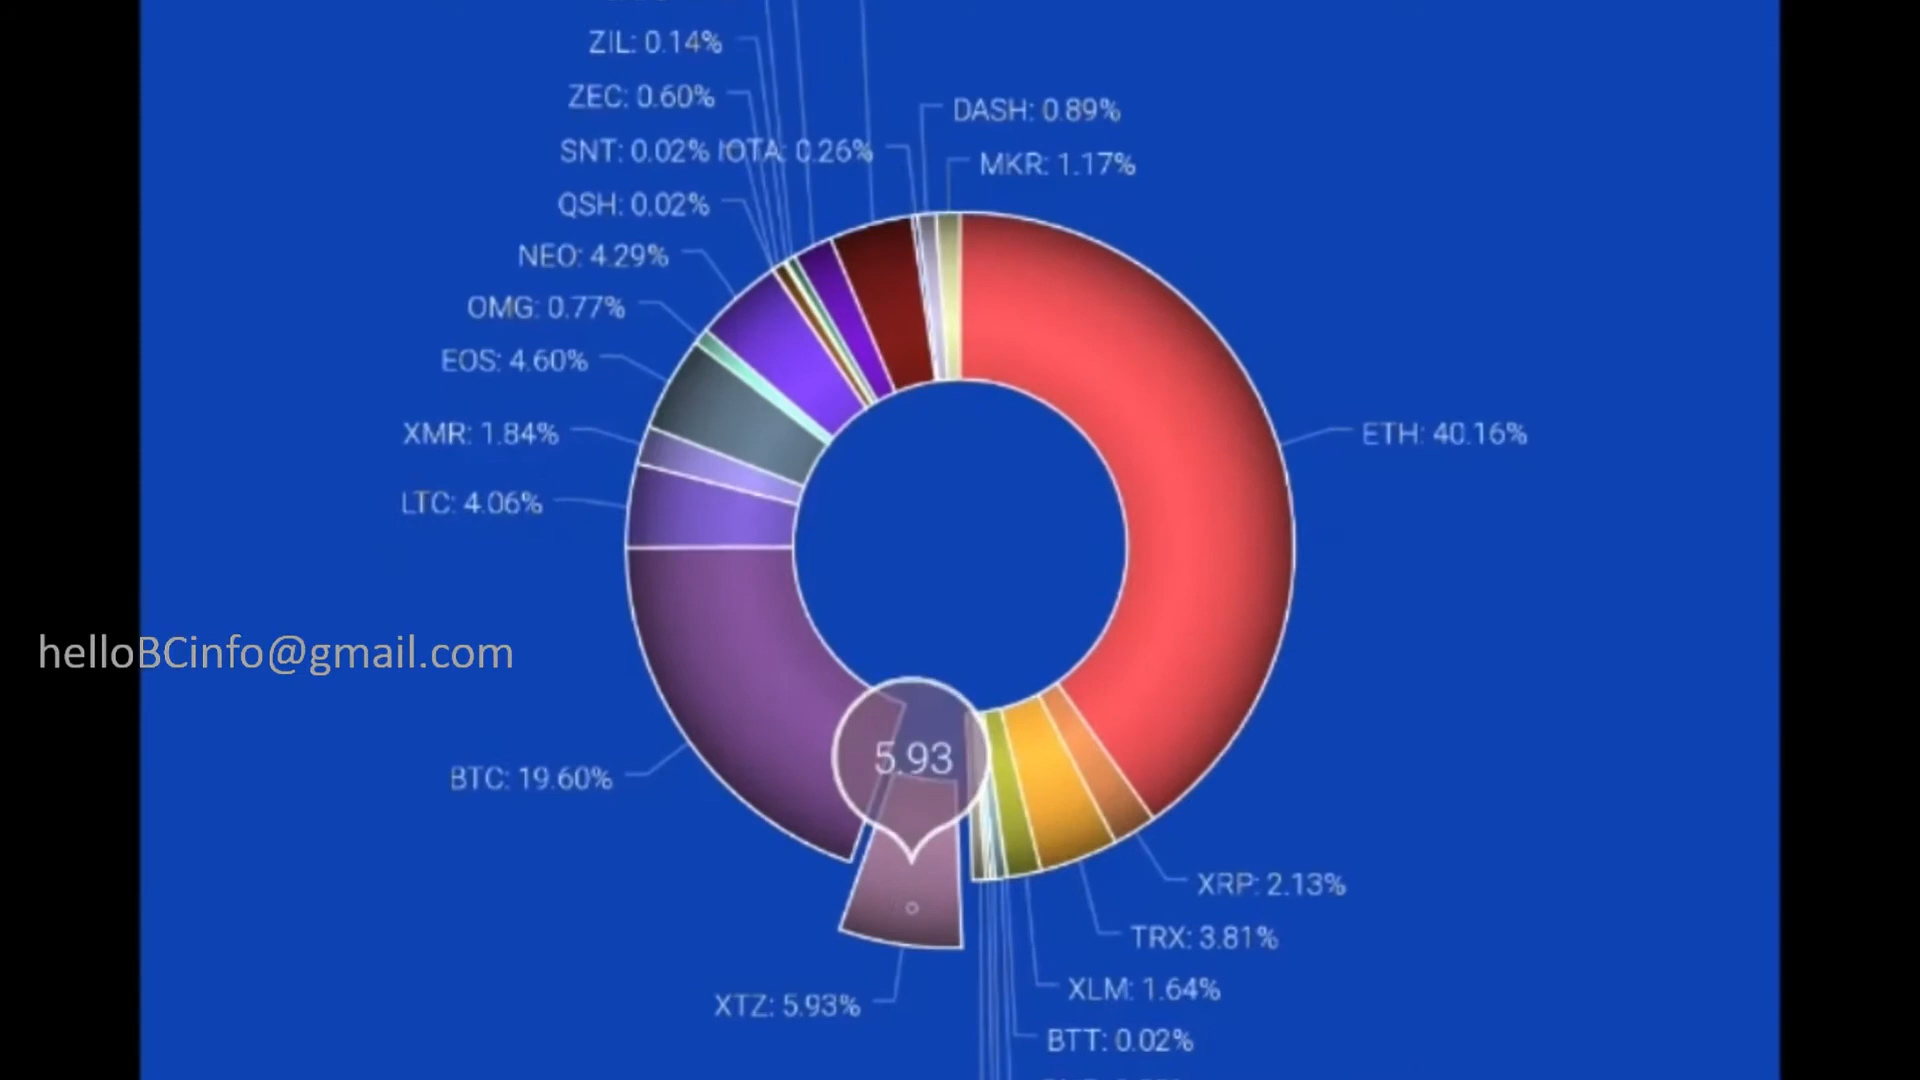 ZIL: 0.14%
ZEC: 0.60%
DASH: 0.89%
SNT: 0.02% IOTA: 0.26%
MKR: 1.17%
QSH: 0.02%
NEO: 4.29%
OMG: 0.77%
EOS: 4.60%
XMR: 1.84%
ETH: 40.16%
LTC: 4.06%
helloBCinfo@gmail.com
5.93
BTC: 19.60%
XRP: 2.13%
TRX: 3.81%
XLM: 1.64%
XTZ: 5.93%
BTT: 0.02%